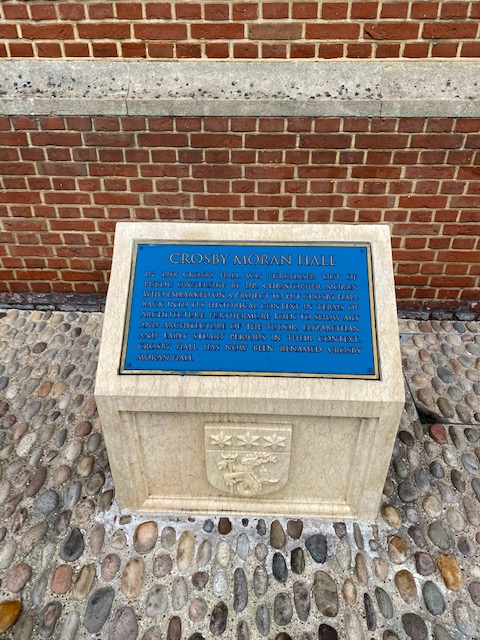 CROSBY MORAN HALL
IN 1988 CROSBY HALL WAS PURCHASED OUT OF
PUBLIC OWNERSHIP BY DR. CHRISTOPHER MORAN
WHO EMBARKED ON A PROJECT TO PUT CROSBY HALL
BACK INTO ITS HISTORICAL CONTEXT IN TERMS OF
ARCHITECTURE. FURTHERMORE THEN TO SHOW ART
AND ARCHITECTURE OF THE TUDOR, ELIZABETHAN
AND EARLY STUART PERIODS IN THEIR CONTEXT.
CROSBY HALL HAS NOW BEEN RENAMED CROSBY
MORAN HALL.